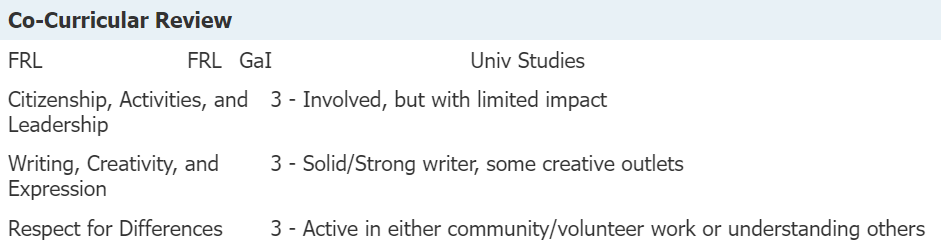 Co-Curricular Review
FRL FRL GaI Univ Studies
Citizenship, Activities, and 3 - Involved, but with limited impact
Leadership
Writing, Creativity, and 3 - Solid/Strong writer, some creative outlets
Expression
Respect for Differences 3 - Active in either community/volunteer work or understanding others